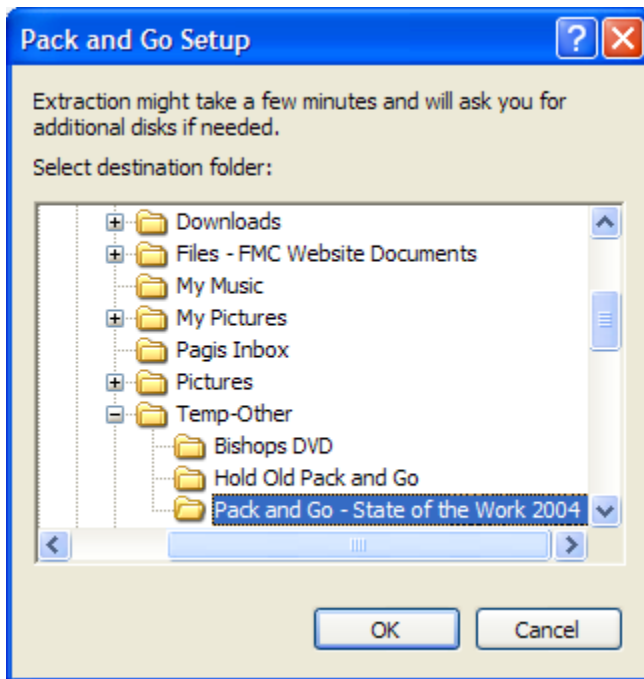 Pack and Go Setup
Extraction might take a few minutes and will ask you for
additional disks if needed.
Select destination folder:
Downloads
Files - FMC Website Documents
My Music
My Pictures
Pagis Inbox
Pictures
Temp-Other
Bishops DVD
Hold Old Pack and Go
Pack and Go - State of the Work 2004
OK Cancel